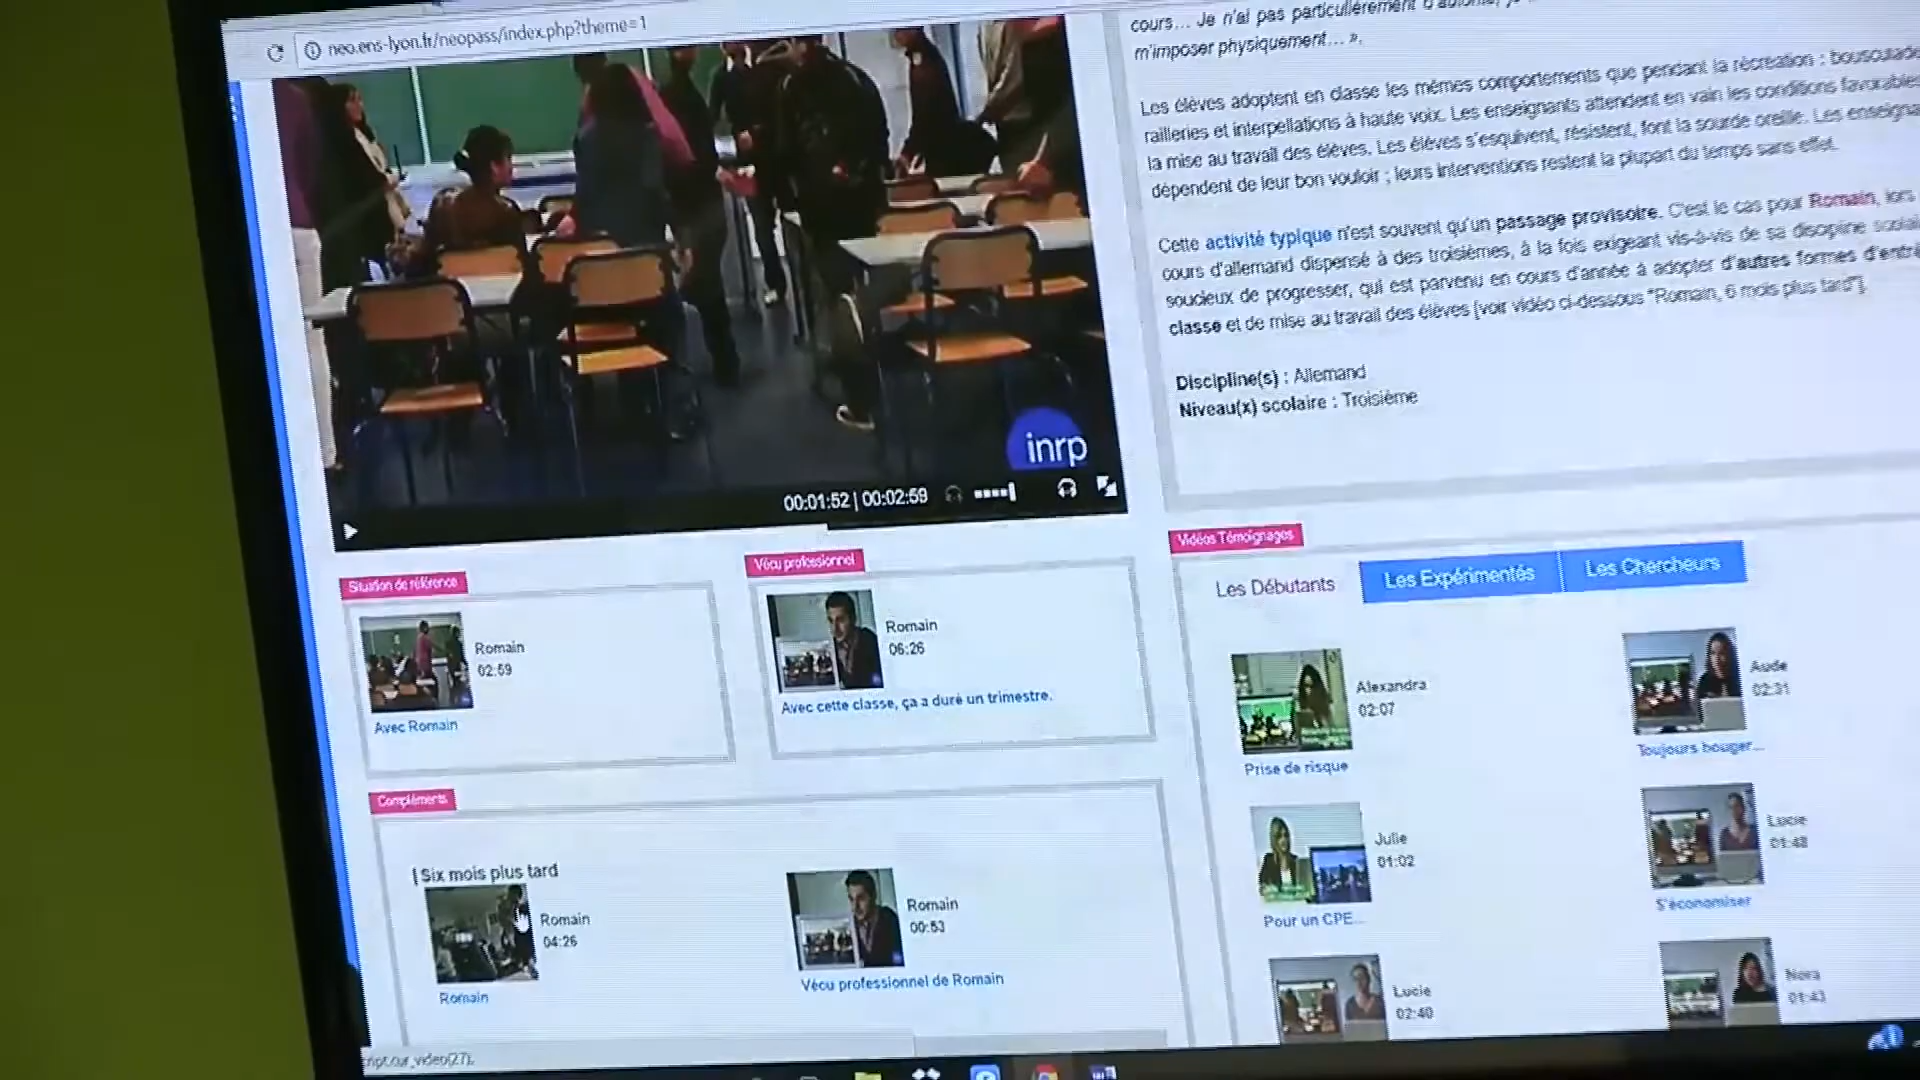 neo.ens-lyon.fr/neopass/index.php?theme=1
inrp
00:01:52 | 00:02:59
cours... Je n'ai pas particulièrement d'autorité,
m'imposer physiquement... ».
Les élèves adoptent en classe les mêmes comportements que pendant la récréation : bousculades
railleries et interpellations à haute voix. Les enseignants attendent en vain les conditions favorables
la mise au travail des élèves. Les élèves s'esquivent, résistent, font la sourde oreille. Les enseigna
dépendent de leur bon vouloir ; leurs interventions restent la plupart du temps sans effet.
Cette activité typique n'est souvent qu'un passage provisoire. C'est le cas pour Romain, lors
cours d'allemand dispensé à des troisièmes, à la fois exigeant vis-à-vis de sa discipline scolai
soucieux de progresser, qui est parvenu en cours d'année à adopter d'autres formes d'entré
classe et de mise au travail des élèves [voir vidéo ci-dessous "Romain, 6 mois plus tard"].
Discipline(s) : Allemand
Niveau(x) scolaire : Troisième
Situation de référence
Romain
02:59
Avec Romain
Vécu professionnel
Romain
06:26
Avec cette classe, ça a duré un trimestre.
Compléments
[ Six mois plus tard
Romain
04:26
Romain
Romain
00:53
Vécu professionnel de Romain
Vidéos Témoignages
Les Débutants
Les Expérimentés
Les Chercheurs
Alexandra
02:07
Prise de risque
Aude
02:31
Toujours bouger...
Julie
01:02
Pour un CPE...
Lucie
01:48
S'économiser
Lucie
02:40
Nora
01:43
cript:cur_video(27);